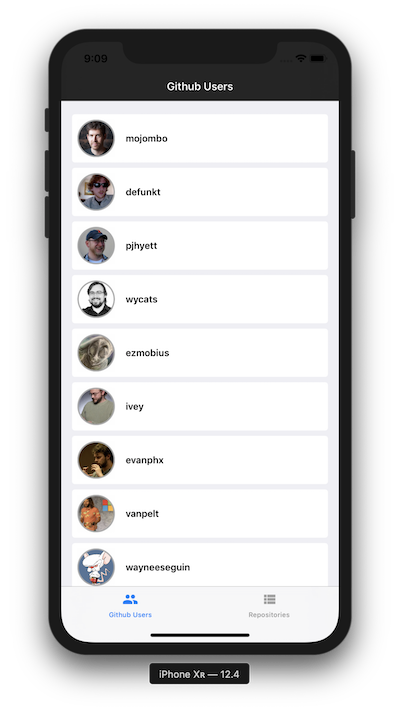 9:09
Github Users
mojombo
defunkt
pjhyett
wycats
ezmobius
ivey
evanphx
vanpelt
wayneeseguin
Github Users
Repositories
iPhone Xʀ — 12.4